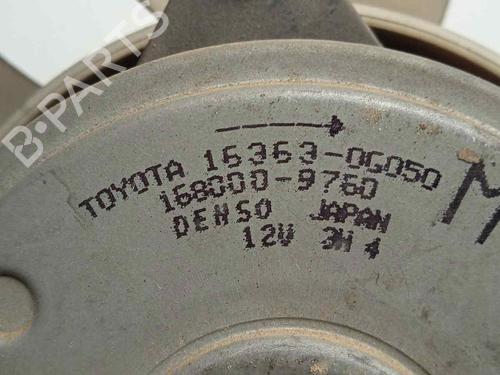 TOYOTA 16363-0G050
168000-9760
DENSO JAPAN
12V 3H 4
M
B-PARTS